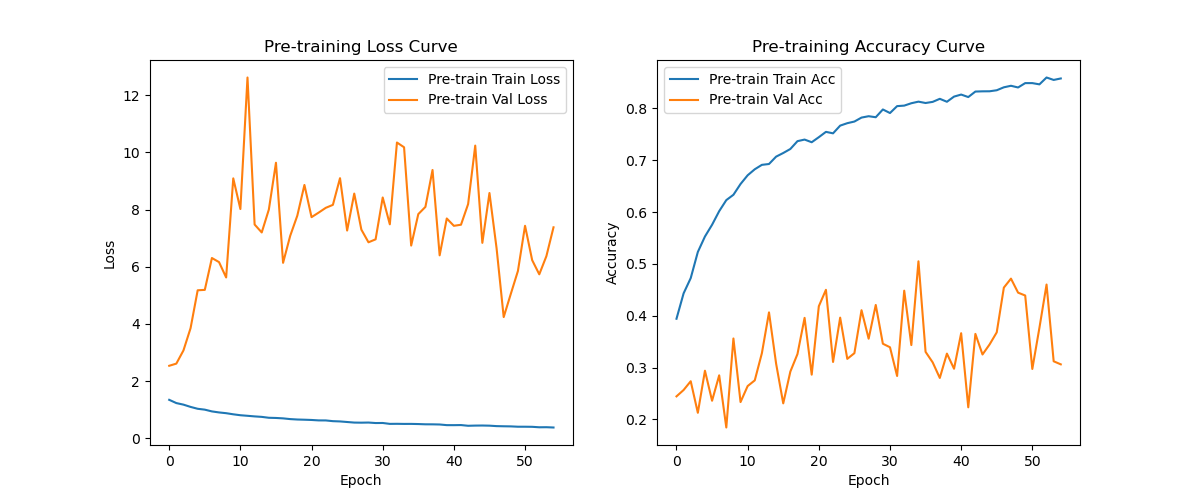 Pre-training Loss Curve
Pre-train Train Loss
Pre-train Val Loss
Loss
12
10
8
6
4
2
0
0 10 20 30 40 50
Epoch
Pre-training Accuracy Curve
Pre-train Train Acc
Pre-train Val Acc
Accuracy
0.8
0.7
0.6
0.5
0.4
0.3
0.2
0 10 20 30 40 50
Epoch